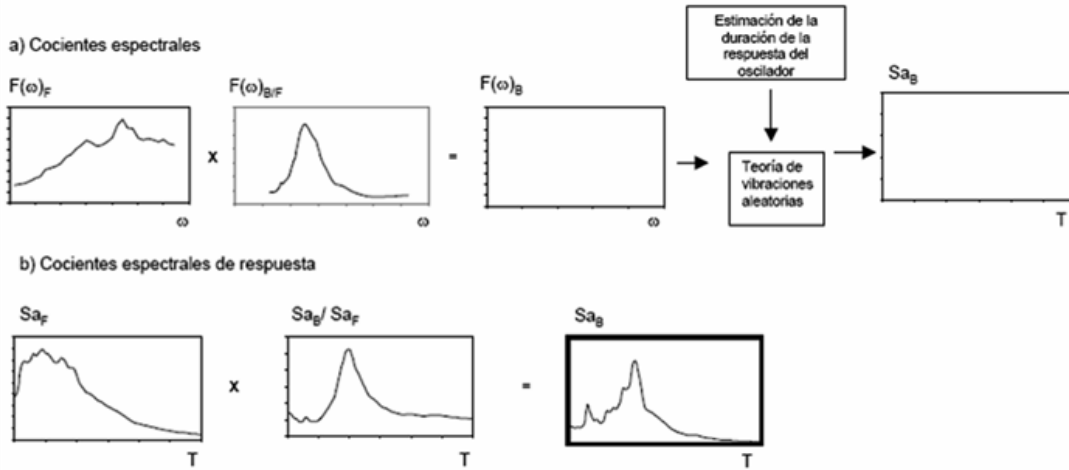 a) Cocientes espectrales
Estimación de la
duración de la
respuesta del
oscilador
F(ω)F
F(ω)B/F
F(ω)B
SaB
x
=
Teoría de
vibraciones
aleatorias
ω
ω
ω
T
b) Cocientes espectrales de respuesta
SaF
SaB/ SaF
SaB
x
=
T
T
T